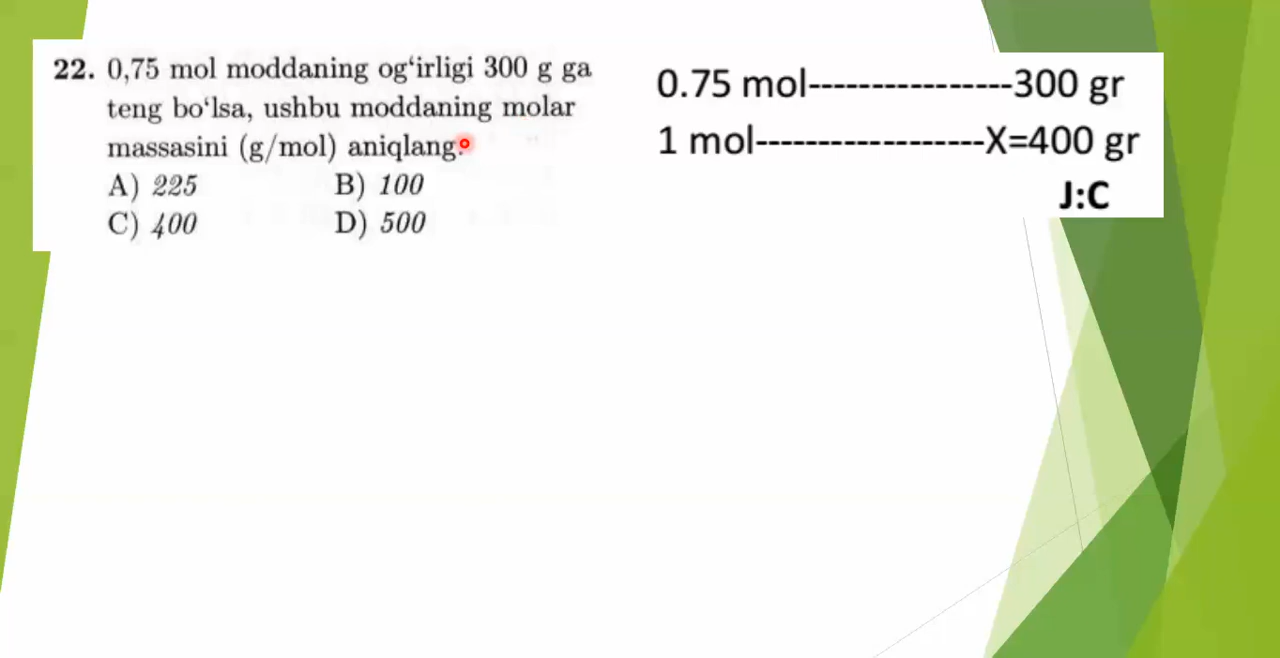 22. 0,75 mol moddaning og‘irligi 300 g ga
teng bo‘lsa, ushbu moddaning molar
massasini (g/mol) aniqlang.
A) 225 B) 100
C) 400 D) 500
0.75 mol----------------300 gr
1 mol------------------X=400 gr
J:C